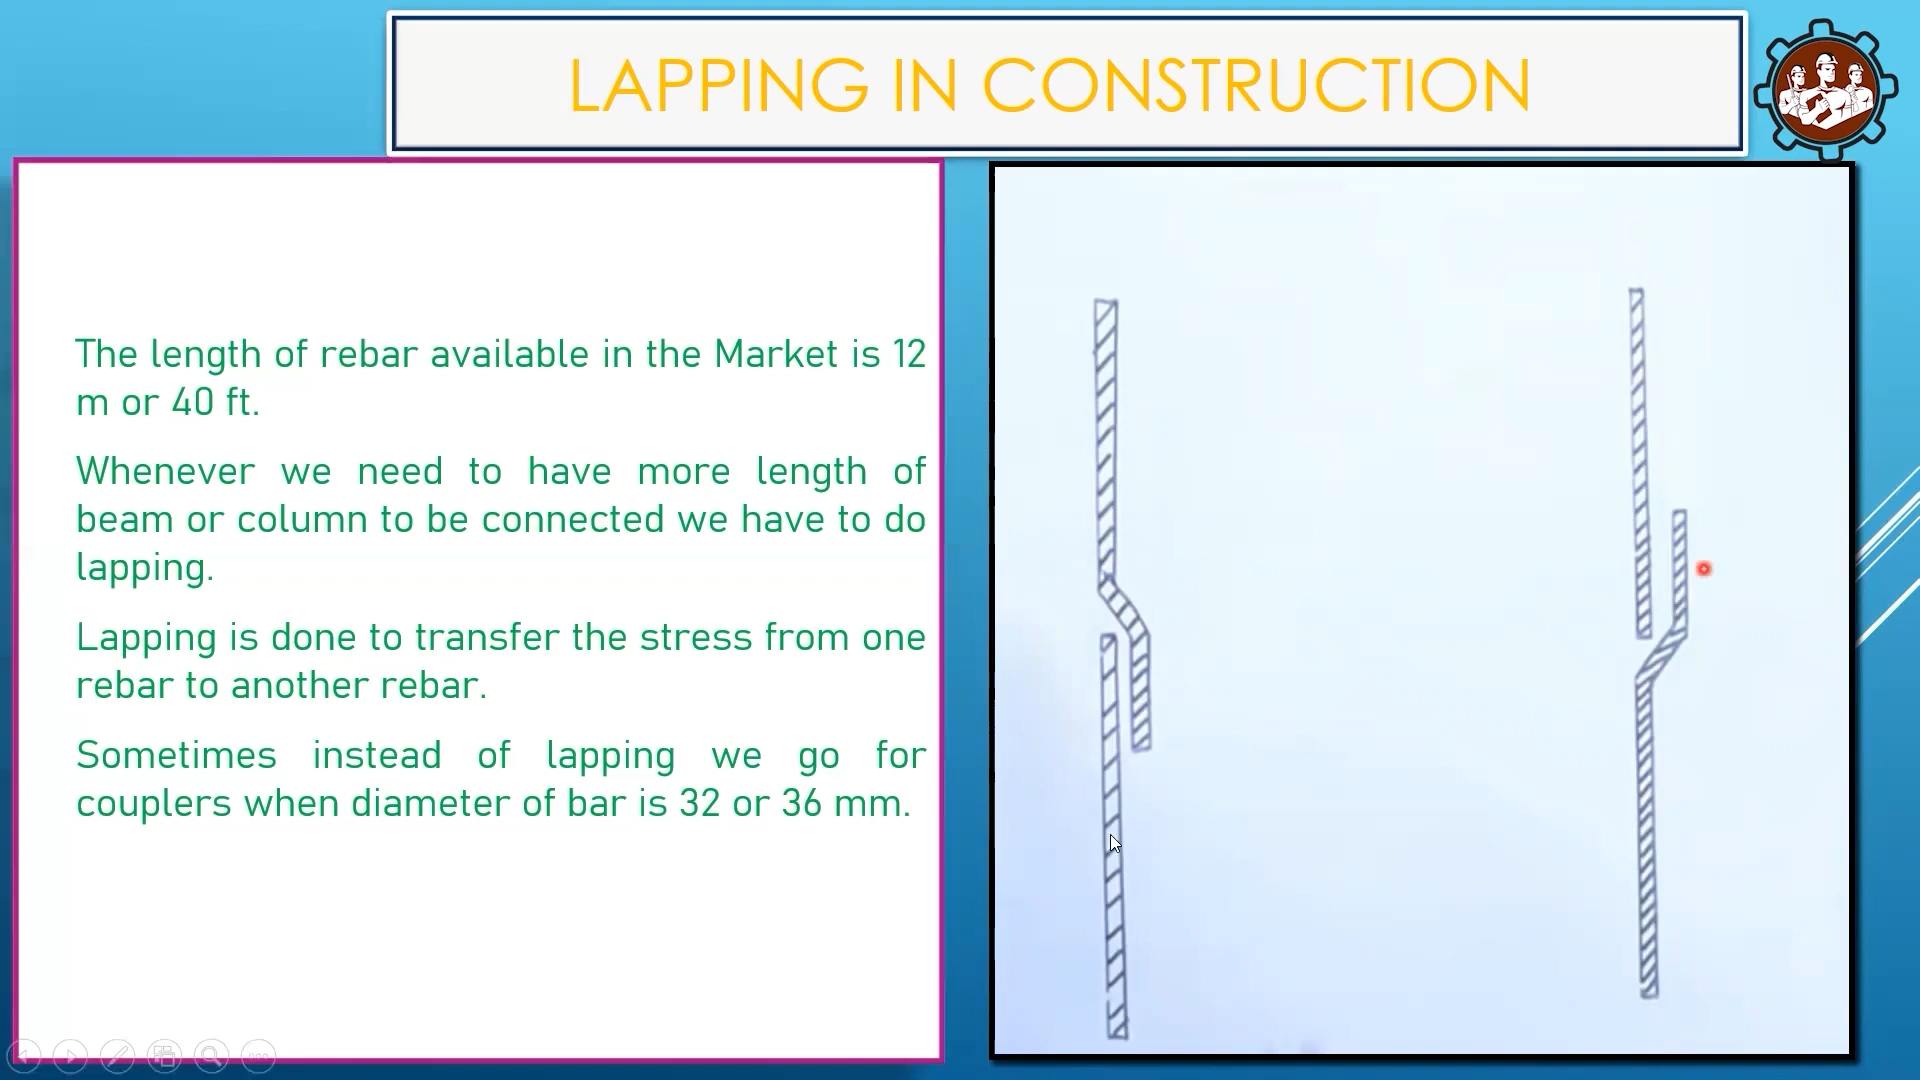 LAPPING IN CONSTRUCTION
The length of rebar available in the Market is 12
m or 40 ft.
Whenever we need to have more length of
beam or column to be connected we have to do
lapping.
Lapping is done to transfer the stress from one
rebar to another rebar.
Sometimes instead of lapping we go for
couplers when diameter of bar is 32 or 36 mm.